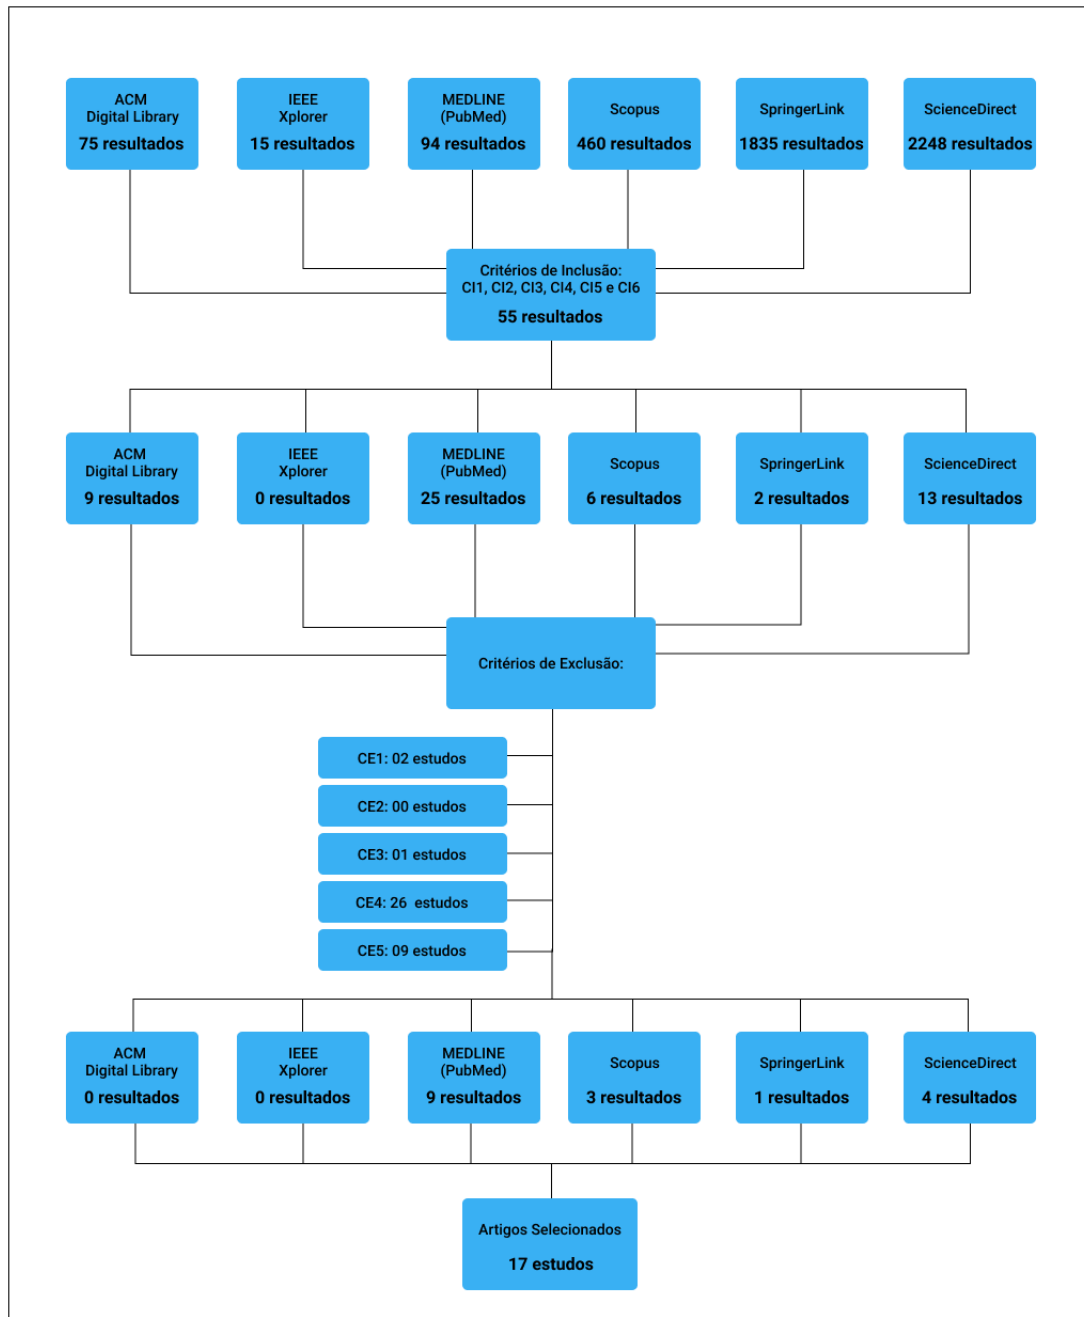 ACM
Digital Library
75 resultados
IEEE
Xplorer
15 resultados
MEDLINE
(PubMed)
94 resultados
Scopus
460 resultados
SpringerLink
1835 resultados
ScienceDirect
2248 resultados
Critérios de Inclusão:
CI1, CI2, CI3, CI4, CI5 e CI6
55 resultados
ACM
Digital Library
9 resultados
IEEE
Xplorer
0 resultados
MEDLINE
(PubMed)
25 resultados
Scopus
6 resultados
SpringerLink
2 resultados
ScienceDirect
13 resultados
Critérios de Exclusão:
CE1: 02 estudos
CE2: 00 estudos
CE3: 01 estudos
CE4: 26 estudos
CE5: 09 estudos
ACM
Digital Library
0 resultados
IEEE
Xplorer
0 resultados
MEDLINE
(PubMed)
9 resultados
Scopus
3 resultados
SpringerLink
1 resultados
ScienceDirect
4 resultados
Artigos Selecionados
17 estudos